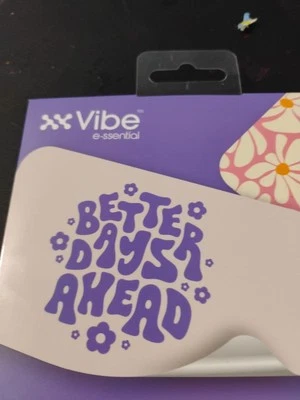 Vibe
e-ssential
BETTER
DAYS
AHEAD